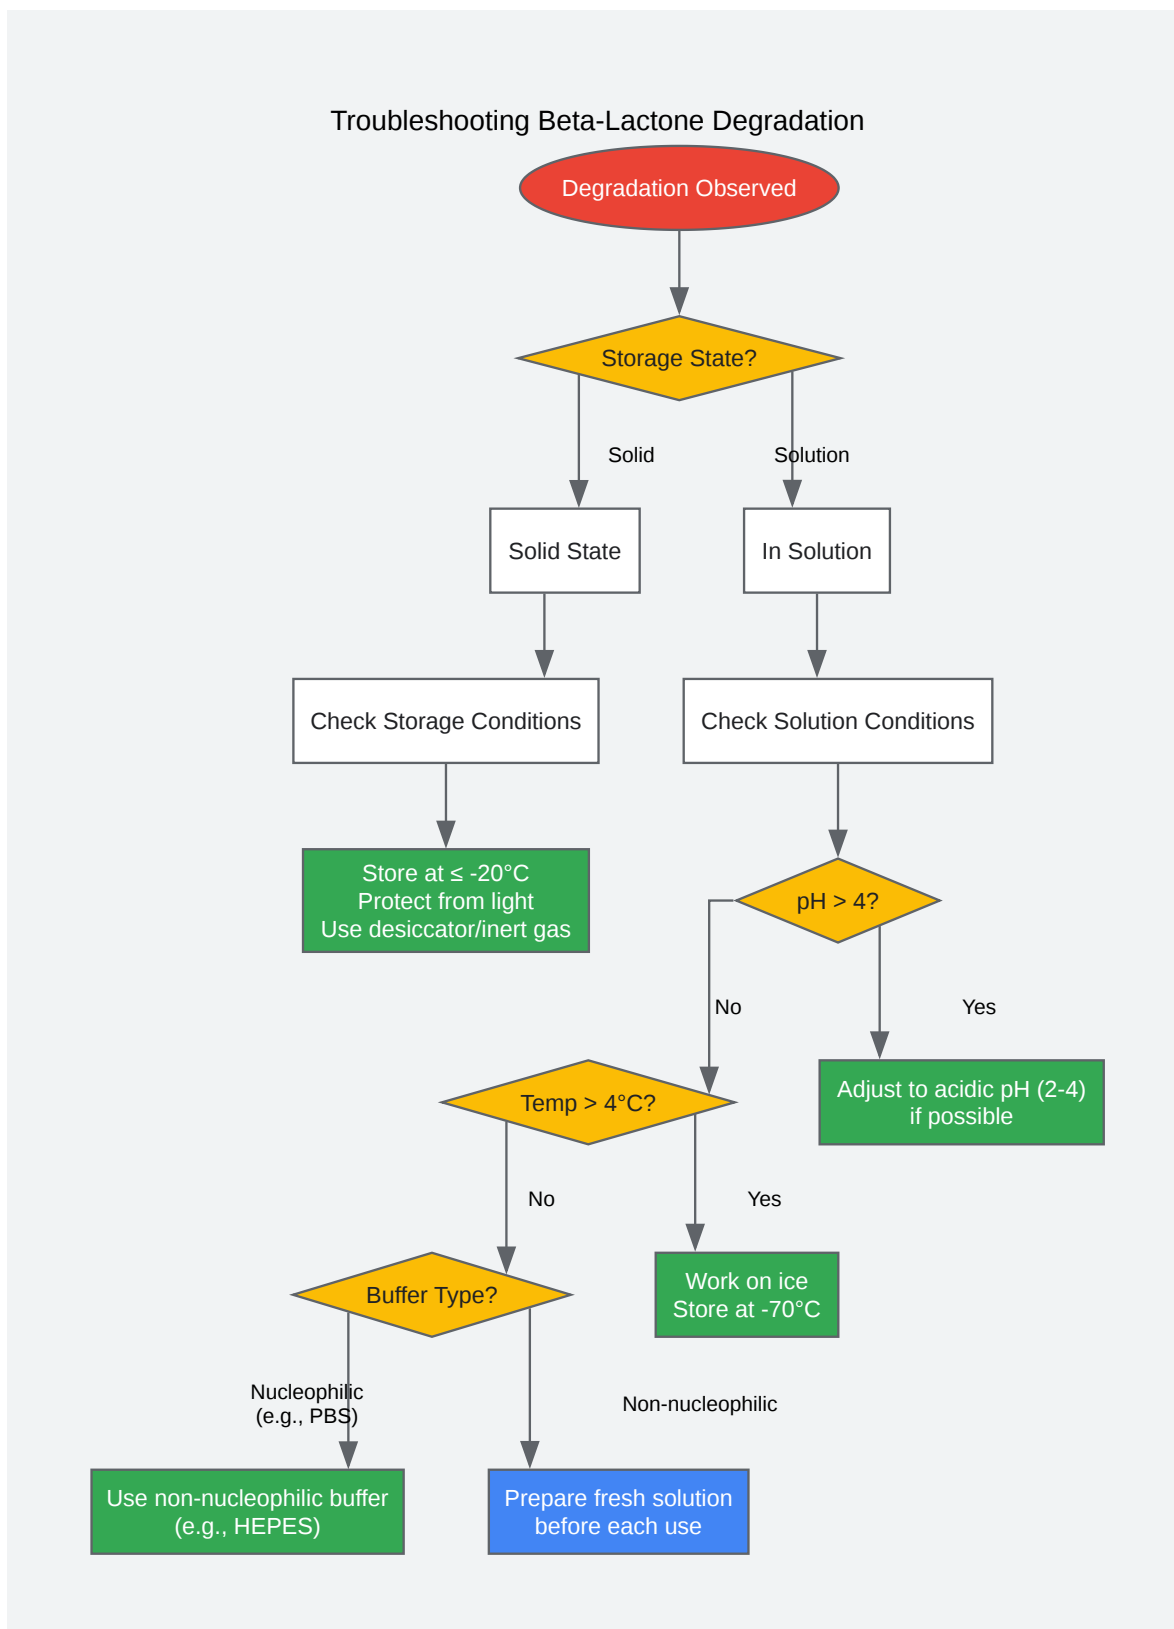 Troubleshooting Beta-Lactone Degradation
Degradation Observed
Storage State?
Solid
Solution
Solid State
In Solution
Check Storage Conditions
Check Solution Conditions
Store at ≤ -20°C
Protect from light
Use desiccator/inert gas
pH > 4?
No
Yes
Temp > 4°C?
Adjust to acidic pH (2-4)
if possible
No
Yes
Buffer Type?
Work on ice
Store at -70°C
Nucleophilic
(e.g., PBS)
Non-nucleophilic
Use non-nucleophilic buffer
(e.g., HEPES)
Prepare fresh solution
before each use